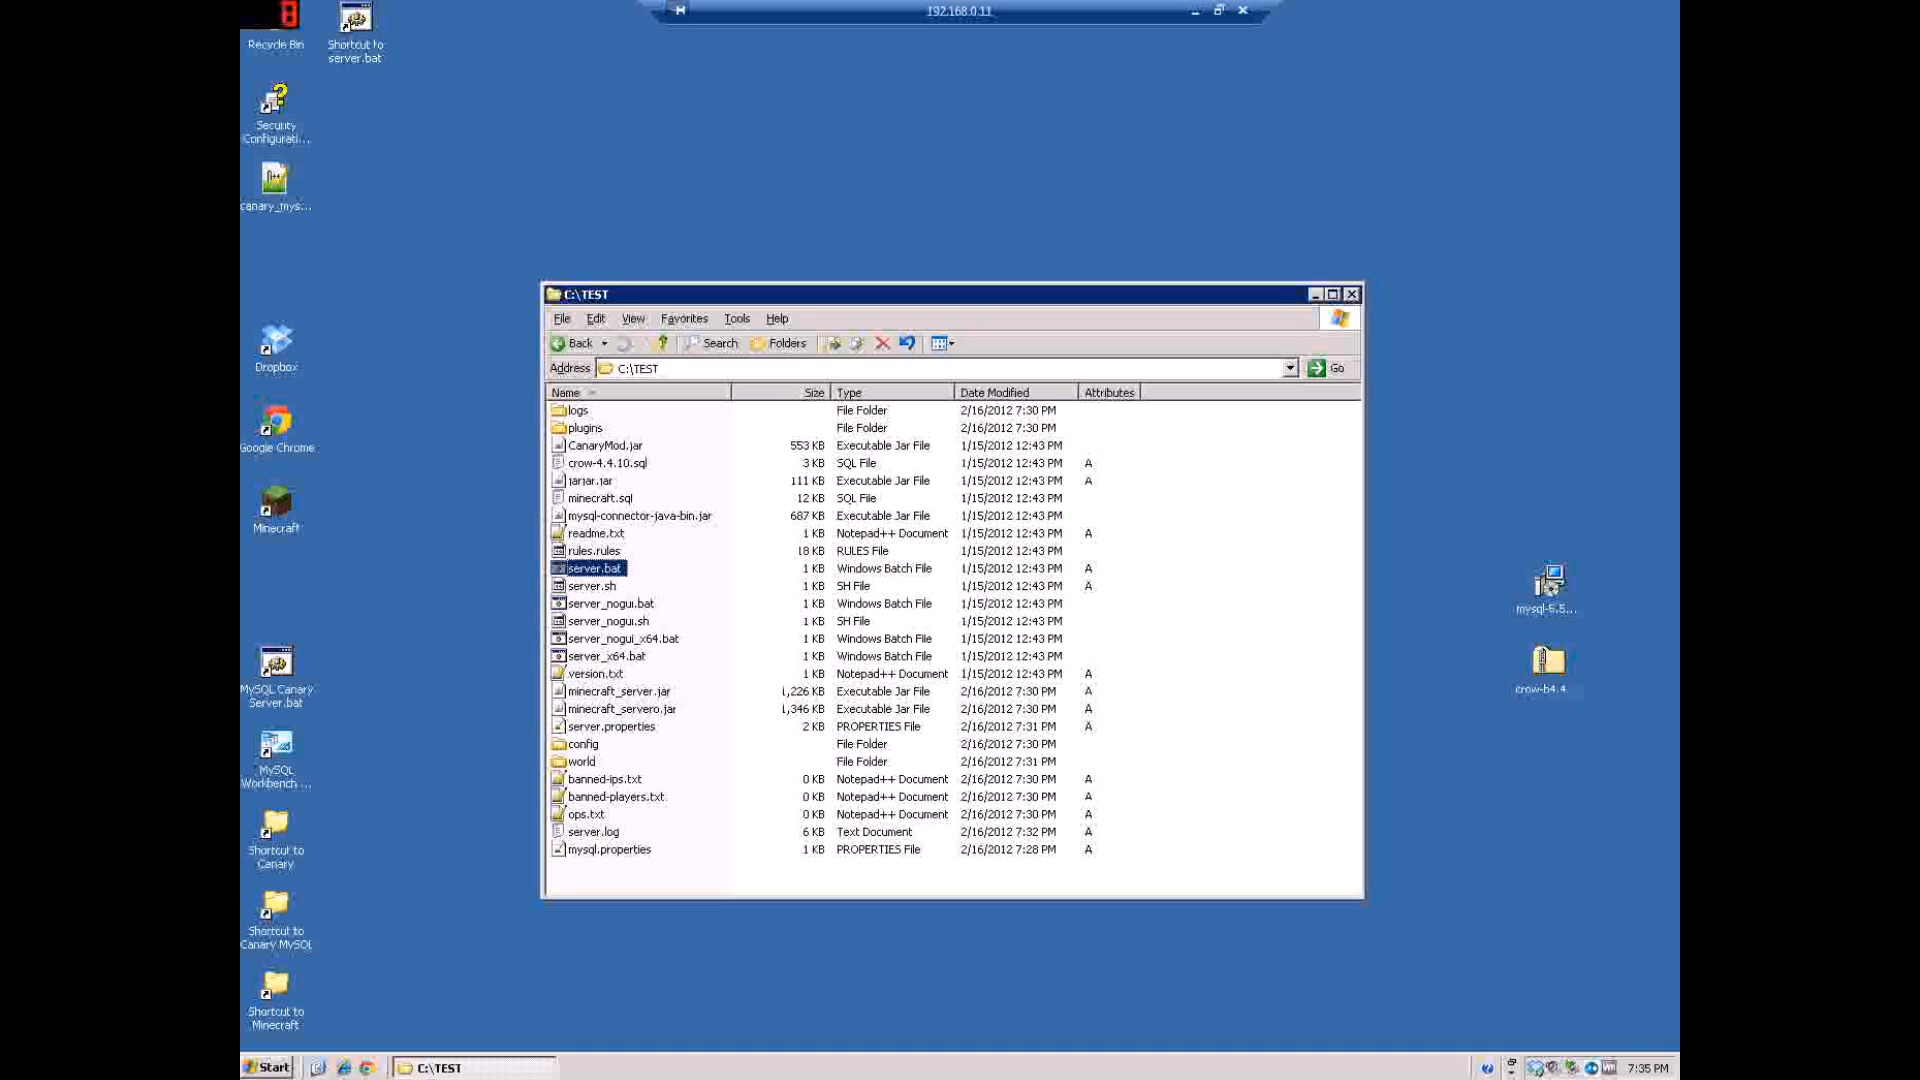 192.168.0.11
Recycle Bin
Shortcut to
server.bat
Security
Configurati...
canary_mys...
Dropbox
Google Chrome
Minecraft
MySQL Canary
Server.bat
MySQL
Workbench ...
Shortcut to
Canary
Shortcut to
Canary MySQL
Shortcut to
Minecraft
C:\TEST
File Edit View Favorites Tools Help
Back Search Folders
Address C:\TEST Go
Name Size Type Date Modified Attributes
logs File Folder 2/16/2012 7:30 PM
plugins File Folder 2/16/2012 7:30 PM
CanaryMod.jar 553 KB Executable Jar File 1/15/2012 12:43 PM
crow-4.4.10.sql 3 KB SQL File 1/15/2012 12:43 PM A
jarjar.jar 111 KB Executable Jar File 1/15/2012 12:43 PM A
minecraft.sql 12 KB SQL File 1/15/2012 12:43 PM
mysql-connector-java-bin.jar 687 KB Executable Jar File 1/15/2012 12:43 PM
readme.txt 1 KB Notepad++ Document 1/15/2012 12:43 PM A
rules.rules 18 KB RULES File 1/15/2012 12:43 PM
server.bat 1 KB Windows Batch File 1/15/2012 12:43 PM A
server.sh 1 KB SH File 1/15/2012 12:43 PM A
server_nogui.bat 1 KB Windows Batch File 1/15/2012 12:43 PM
server_nogui.sh 1 KB SH File 1/15/2012 12:43 PM
server_nogui_x64.bat 1 KB Windows Batch File 1/15/2012 12:43 PM
server_x64.bat 1 KB Windows Batch File 1/15/2012 12:43 PM
version.txt 1 KB Notepad++ Document 1/15/2012 12:43 PM A
minecraft_server.jar 1,226 KB Executable Jar File 2/16/2012 7:30 PM A
minecraft_servero.jar 1,346 KB Executable Jar File 2/16/2012 7:30 PM A
server.properties 2 KB PROPERTIES File 2/16/2012 7:31 PM A
config File Folder 2/16/2012 7:30 PM
world File Folder 2/16/2012 7:31 PM
banned-ips.txt 0 KB Notepad++ Document 2/16/2012 7:30 PM A
banned-players.txt 0 KB Notepad++ Document 2/16/2012 7:30 PM A
ops.txt 0 KB Notepad++ Document 2/16/2012 7:30 PM A
server.log 6 KB Text Document 2/16/2012 7:32 PM A
mysql.properties 1 KB PROPERTIES File 2/16/2012 7:28 PM A
mysql-5.5...
crow-b4.4.
Start C:\TEST 7:35 PM